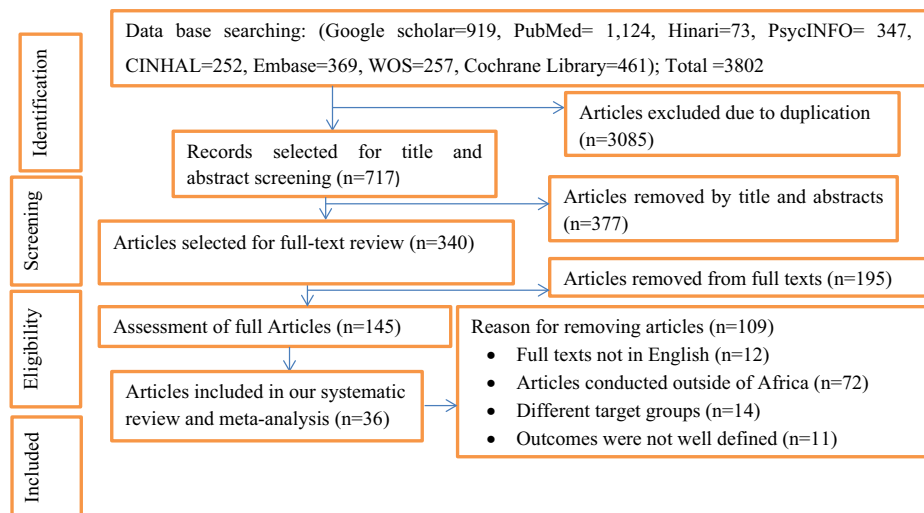 Data base searching: (Google scholar=919, PubMed= 1,124, Hinari=73, PsycINFO= 347,
CINHAL=252, Embase=369, WOS=257, Cochrane Library=461); Total =3802
Identification
Articles excluded due to duplication
(n=3085)
Records selected for title and
abstract screening (n=717)
Screening
Articles removed by title and abstracts
(n=377)
Articles selected for full-text review (n=340)
Articles removed from full texts (n=195)
Eligibility
Assessment of full Articles (n=145)
Reason for removing articles (n=109)
• Full texts not in English (n=12)
• Articles conducted outside of Africa (n=72)
• Different target groups (n=14)
• Outcomes were not well defined (n=11)
Articles included in our systematic
review and meta-analysis (n=36)
Included